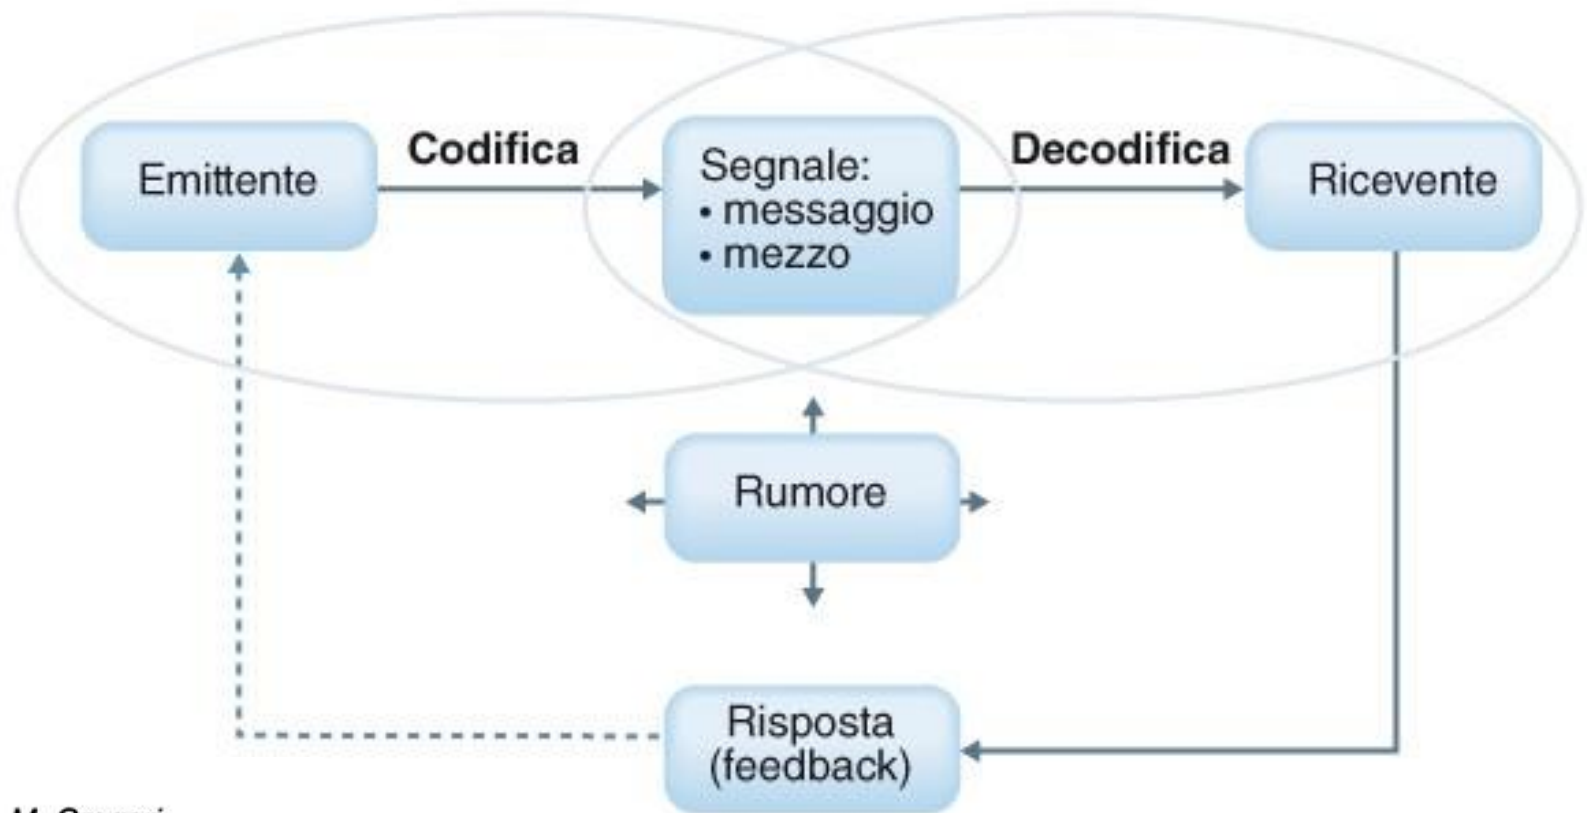 Emittente
Codifica
Segnale:
• messaggio
• mezzo
Decodifica
Ricevente
Rumore
Risposta
(feedback)